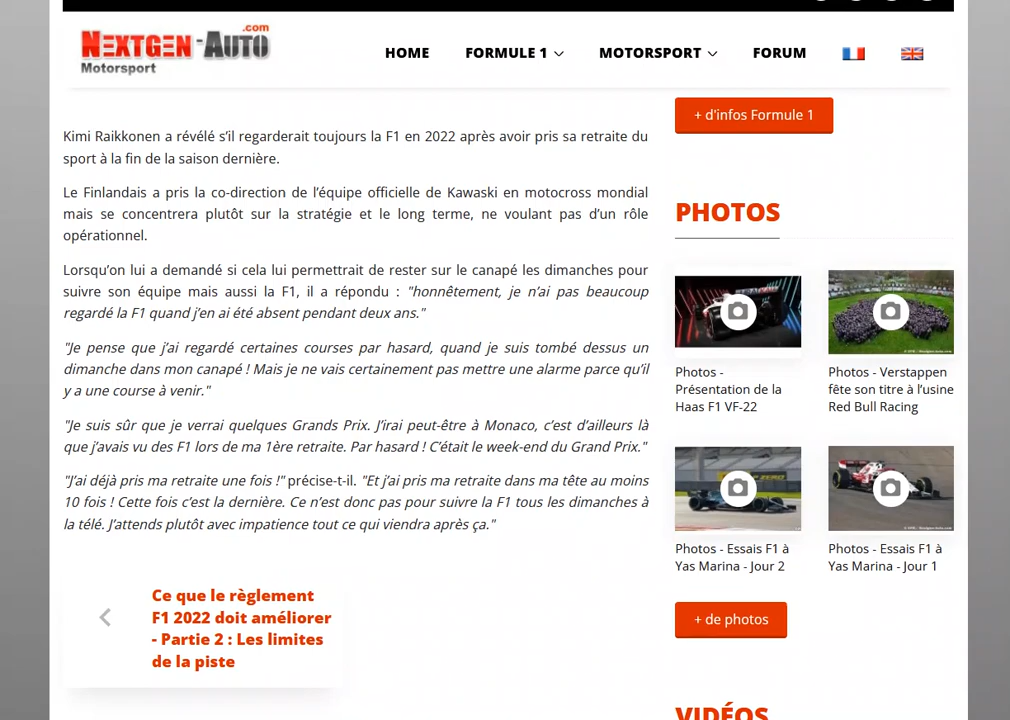 NEXTGEN-AUTO.com
Motorsport
HOME
FORMULE 1
MOTORSPORT
FORUM
Kimi Raikkonen a révélé s’il regarderait toujours la F1 en 2022 après avoir pris sa retraite du
sport à la fin de la saison dernière.
Le Finlandais a pris la co-direction de l’équipe officielle de Kawaski en motocross mondial
mais se concentrera plutôt sur la stratégie et le long terme, ne voulant pas d’un rôle
opérationnel.
Lorsqu’on lui a demandé si cela lui permettrait de rester sur le canapé les dimanches pour
suivre son équipe mais aussi la F1, il a répondu : "honnêtement, je n’ai pas beaucoup
regardé la F1 quand j’en ai été absent pendant deux ans."
"Je pense que j’ai regardé certaines courses par hasard, quand je suis tombé dessus un
dimanche dans mon canapé ! Mais je ne vais certainement pas mettre une alarme parce qu’il
y a une course à venir."
"Je suis sûr que je verrai quelques Grands Prix. J’irai peut-être à Monaco, c’est d’ailleurs là
que j’avais vu des F1 lors de ma 1ère retraite. Par hasard ! C’était le week-end du Grand Prix."
"J’ai déjà pris ma retraite une fois !" précise-t-il. "Et j’ai pris ma retraite dans ma tête au moins
10 fois ! Cette fois c’est la dernière. Ce n’est donc pas pour suivre la F1 tous les dimanches à
la télé. J’attends plutôt avec impatience tout ce qui viendra après ça."
Ce que le règlement
F1 2022 doit améliorer
- Partie 2 : Les limites
de la piste
+ d'infos Formule 1
PHOTOS
Photos -
Présentation de la
Haas F1 VF-22
Photos - Verstappen
fête son titre à l’usine
Red Bull Racing
Photos - Essais F1 à
Yas Marina - Jour 2
Photos - Essais F1 à
Yas Marina - Jour 1
+ de photos
VIDÉOS